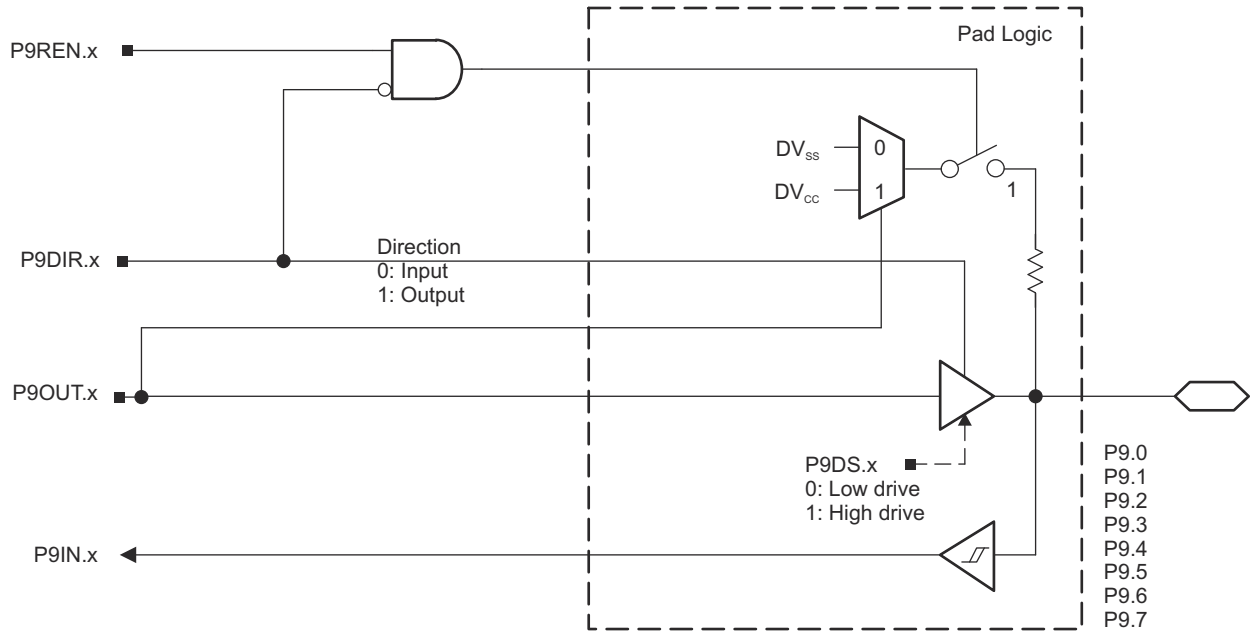 P9REN.x
Pad Logic
DVss
0
DVcc
1
1
P9DIR.x
Direction
0: Input
1: Output
P9OUT.x
P9DS.x
0: Low drive
1: High drive
P9IN.x
P9.0
P9.1
P9.2
P9.3
P9.4
P9.5
P9.6
P9.7